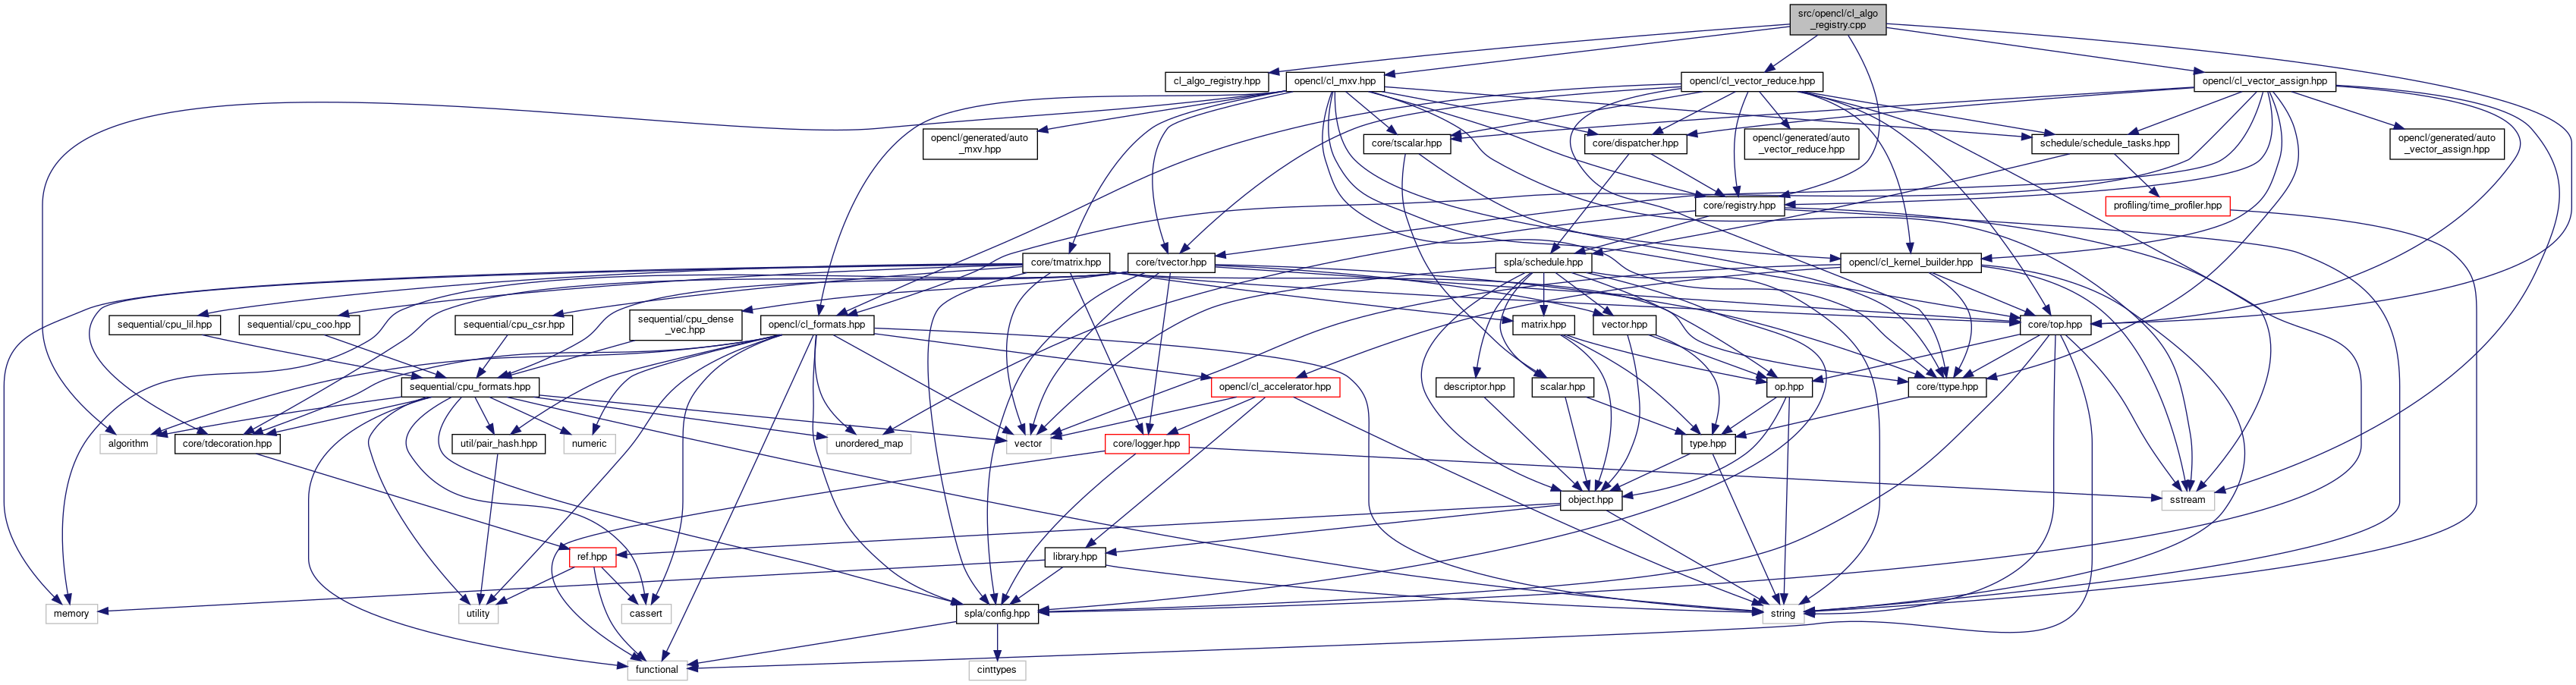 src/opencl/cl_algo
_registry.cpp
cl_algo_registry.hpp
opencl/cl_mxv.hpp
opencl/cl_vector_reduce.hpp
opencl/cl_vector_assign.hpp
opencl/generated/auto
_mxv.hpp
core/tscalar.hpp
core/dispatcher.hpp
opencl/generated/auto
_vector_reduce.hpp
schedule/schedule_tasks.hpp
opencl/generated/auto
_vector_assign.hpp
core/registry.hpp
profiling/time_profiler.hpp
core/tmatrix.hpp
core/tvector.hpp
spla/schedule.hpp
opencl/cl_kernel_builder.hpp
sequential/cpu_lil.hpp
sequential/cpu_coo.hpp
sequential/cpu_csr.hpp
sequential/cpu_dense
_vec.hpp
opencl/cl_formats.hpp
matrix.hpp
vector.hpp
core/top.hpp
sequential/cpu_formats.hpp
opencl/cl_accelerator.hpp
descriptor.hpp
scalar.hpp
op.hpp
core/ttype.hpp
algorithm
core/tdecoration.hpp
util/pair_hash.hpp
numeric
unordered_map
vector
core/logger.hpp
type.hpp
object.hpp
sstream
ref.hpp
library.hpp
memory
utility
cassert
spla/config.hpp
string
functional
cinttypes